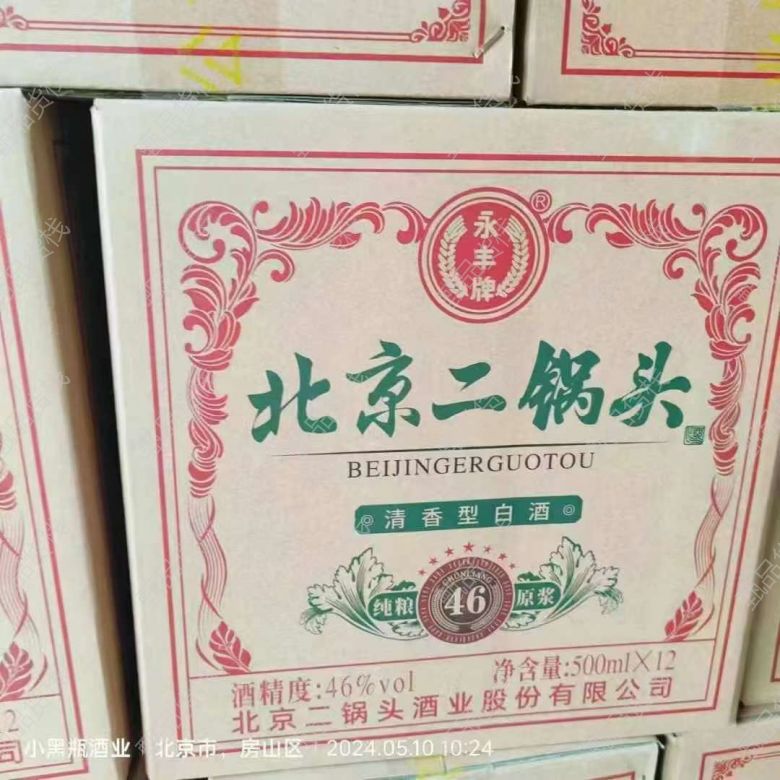 永
丰
牌
®
北京二锅头
BEIJINGERGUOTOU
清香型白酒
CHUNLIANG
纯粮 46 原浆
酒精度:46%vol 净含量:500ml×12
北京二锅头酒业股份有限公司
小黑瓶酒业 北京市,房山区 2024.05.10 10:24